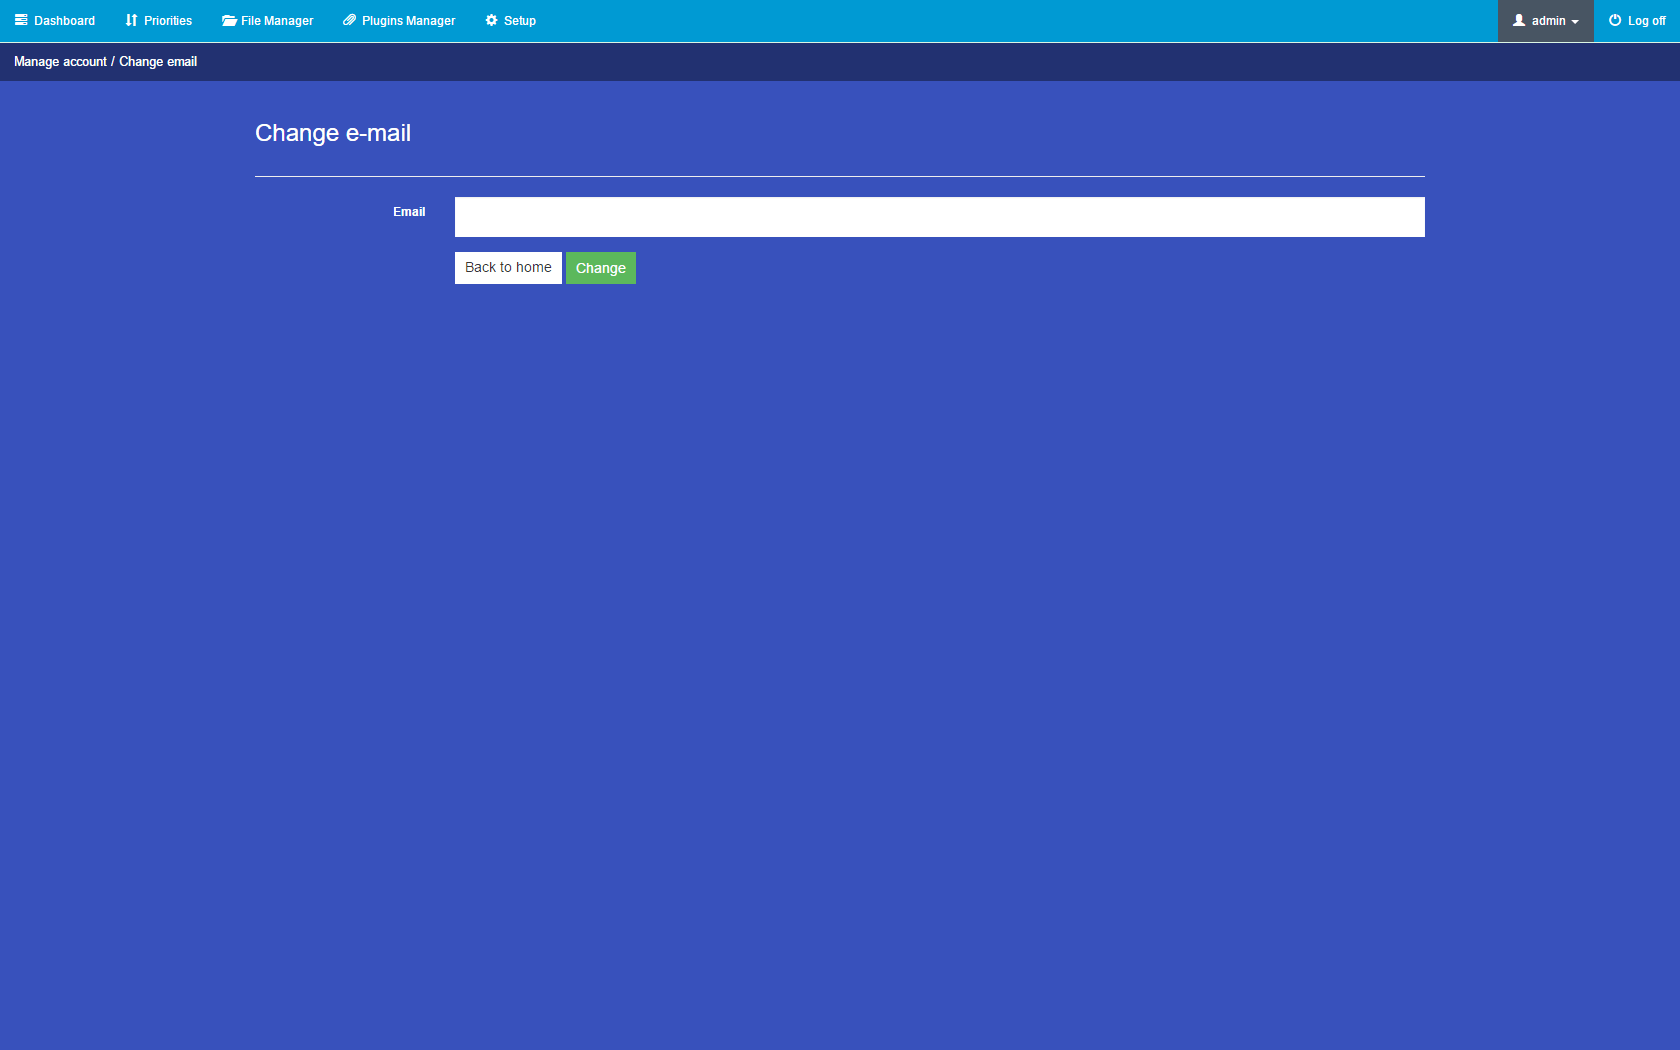 Dashboard Priorities File Manager Plugins Manager Setup admin Log off
Manage account / Change email
Change e-mail
Email
Back to home Change